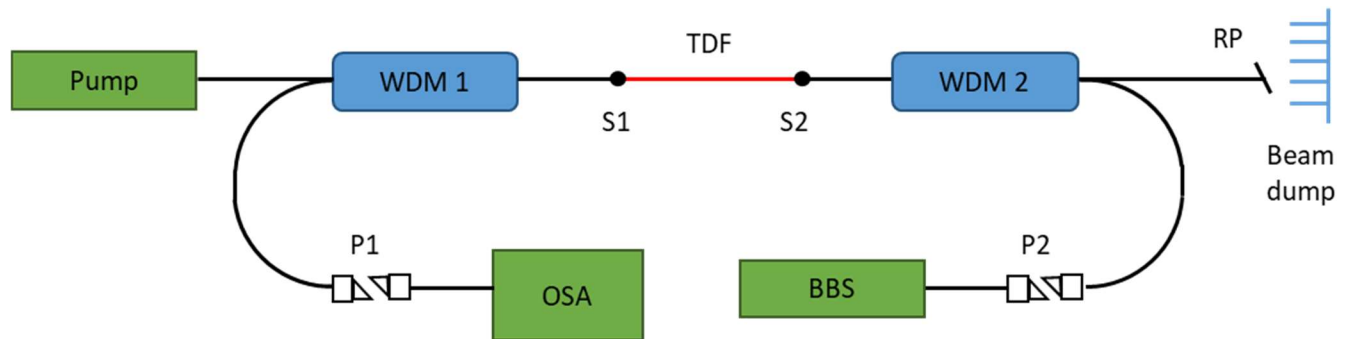 TDF
RP
Pump
WDM 1
WDM 2
S1
S2
Beam
dump
P1
P2
OSA
BBS